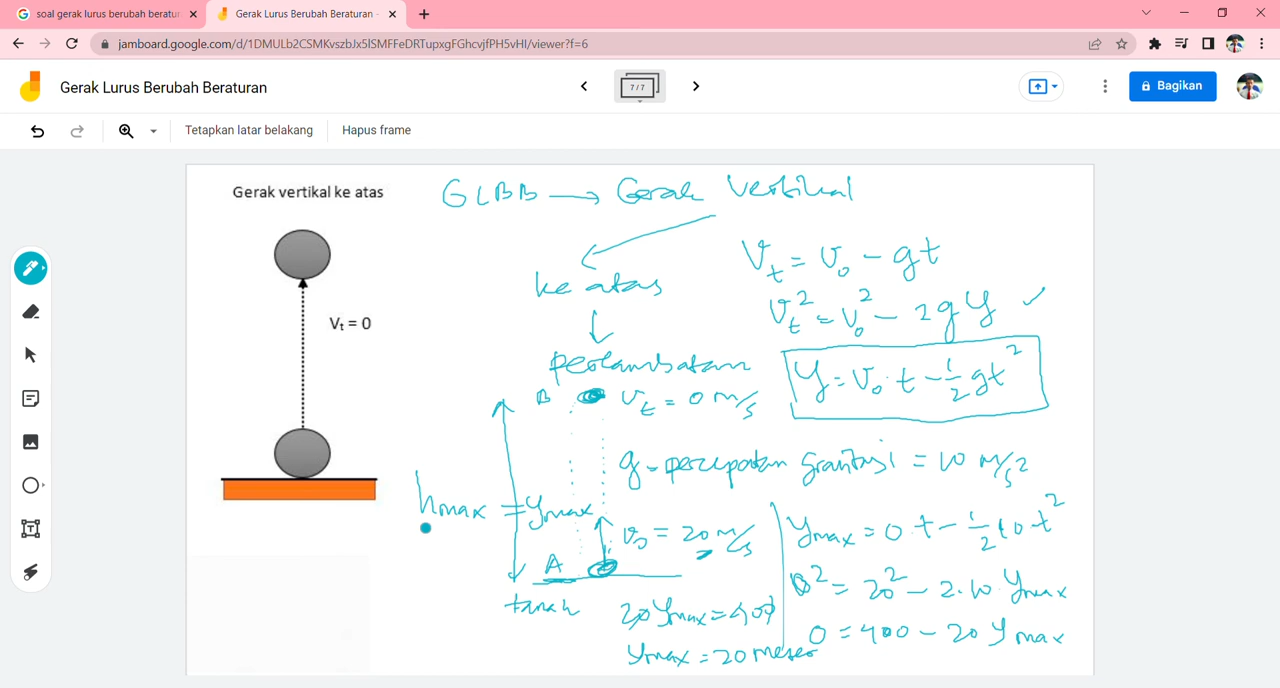 soal gerak lurus berubah beratur
Gerak Lurus Berubah Beraturan -
jamboard.google.com/d/1DMULb2CSMKvszbJx5lSMFFeDRTupxgFGhcvjfPH5vHI/viewer?f=6
Gerak Lurus Berubah Beraturan
7 / 7
Bagikan
Tetapkan latar belakang
Hapus frame
Gerak vertikal ke atas
Vt = 0
GLBB → Gerak Vertikal
ke atas
perlambatan
Vt = V0 - gt
Vt² = V0² - 2gy ✓
y = V0 . t - 1/2 gt²
B
Vt = 0 m/s
g = percepatan gravitasi = 10 m/s2
hmax = ymax
V0 = 20 m/s
A
tanah
20 ymax = 400
ymax = 20 meter
ymax = 0 t - 1/2 10 t²
0² = 20² - 2.10 ymax
0 = 400 - 20 ymax